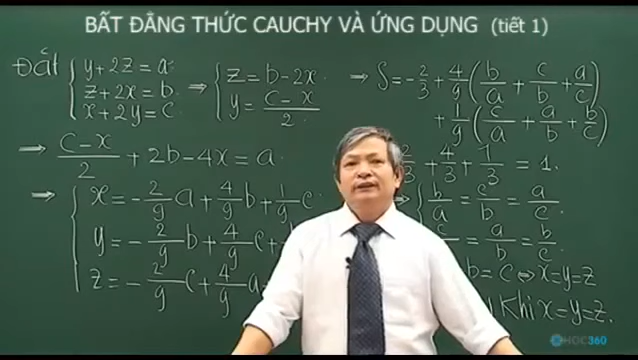 BẤT ĐẲNG THỨC CAUCHY VÀ ỨNG DỤNG (tiết 1)
Đặt { y+2z=a
z+2x=b
x+2y=c
⇒ { z=b-2x
y=(c-x)/2
⇒ (c-x)/2 + 2b-4x=a
⇒ { x=-2/9 a+4/9 b+1/9 c
y=-2/9 b+4/9 c+
z=-2/9 c+4/9 a
⇒ S=-2/3+4/9(b/a+c/b+a/c)
+1/9(c/a+a/b+b/c)
2/3+4/3+1/3=1.
⇒ { b/a=c/b=a/c.
=a/b=b/c.
b=c⇔x=y=z
Khi x=y=z.
HOC360